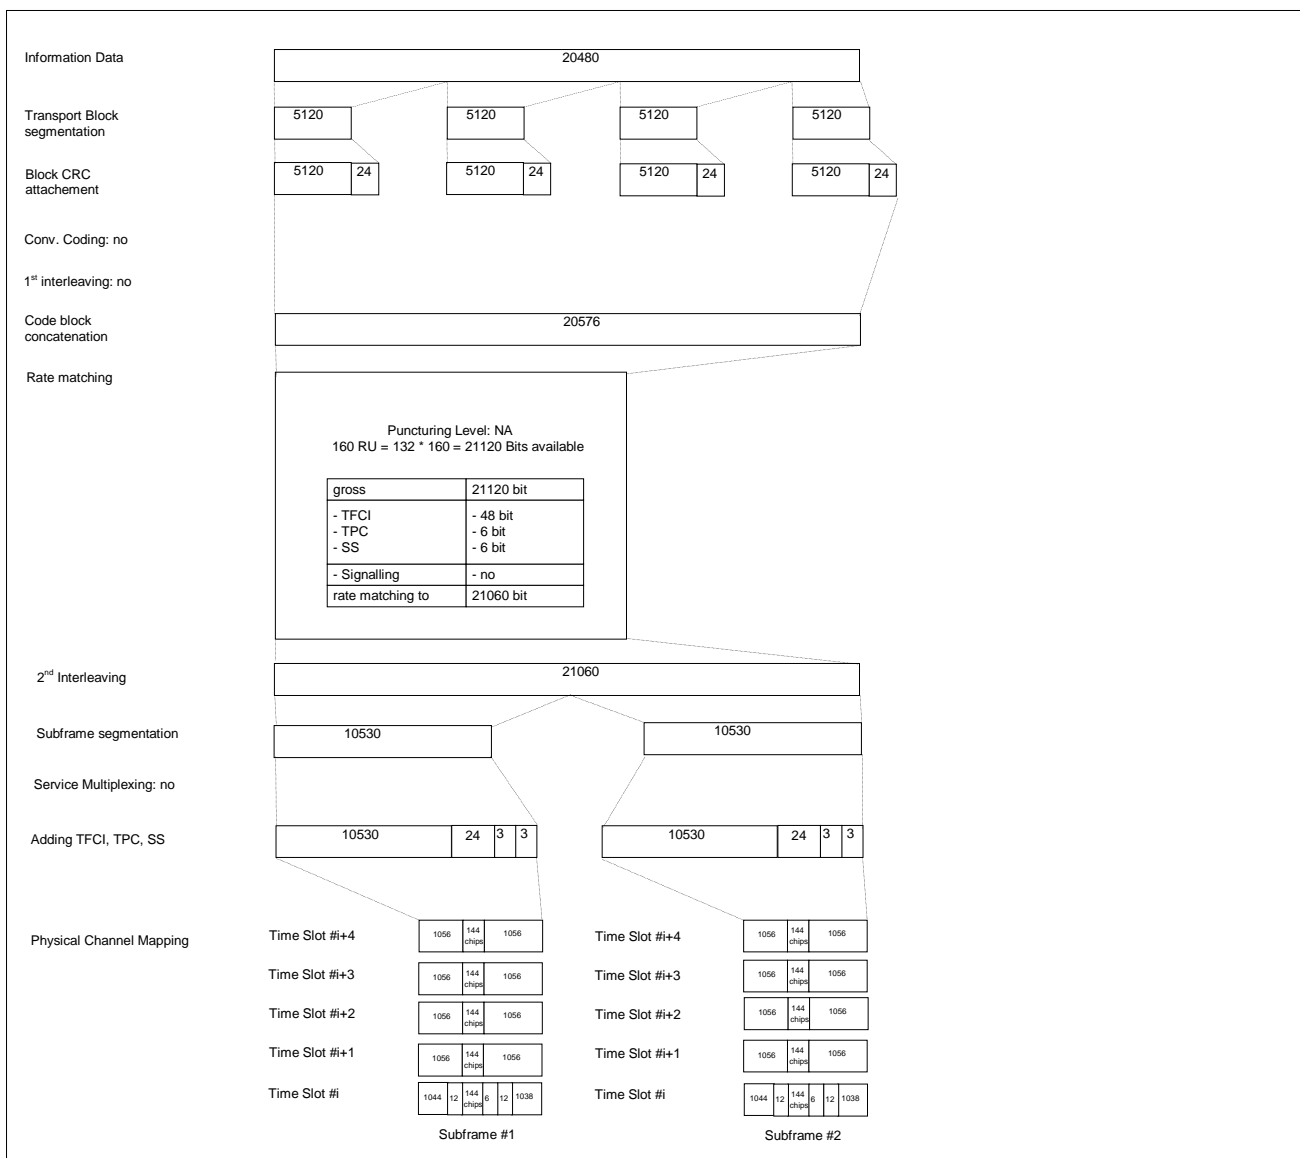 Information Data
20480
Transport Block
segmentation
5120 5120 5120 5120
Block CRC
attachement
5120 24 5120 24 5120 24 5120 24
Conv. Coding: no
1st interleaving: no
Code block
concatenation
20576
Rate matching
Puncturing Level: NA
160 RU = 132 * 160 = 21120 Bits available
gross 21120 bit
- TFCI - 48 bit
- TPC - 6 bit
- SS - 6 bit
- Signalling - no
rate matching to 21060 bit
2nd Interleaving
21060
Subframe segmentation
10530 10530
Service Multiplexing: no
Adding TFCI, TPC, SS
10530 24 3 3 10530 24 3 3
Physical Channel Mapping
Time Slot #i+4 1056 144 chips 1056 Time Slot #i+4 1056 144 chips 1056
Time Slot #i+3 1056 144 chips 1056 Time Slot #i+3 1056 144 chips 1056
Time Slot #i+2 1056 144 chips 1056 Time Slot #i+2 1056 144 chips 1056
Time Slot #i+1 1056 144 chips 1056 Time Slot #i+1 1056 144 chips 1056
Time Slot #i 1044 12 144 chips 6 12 1038 Time Slot #i 1044 12 144 chips 6 12 1038
Subframe #1 Subframe #2